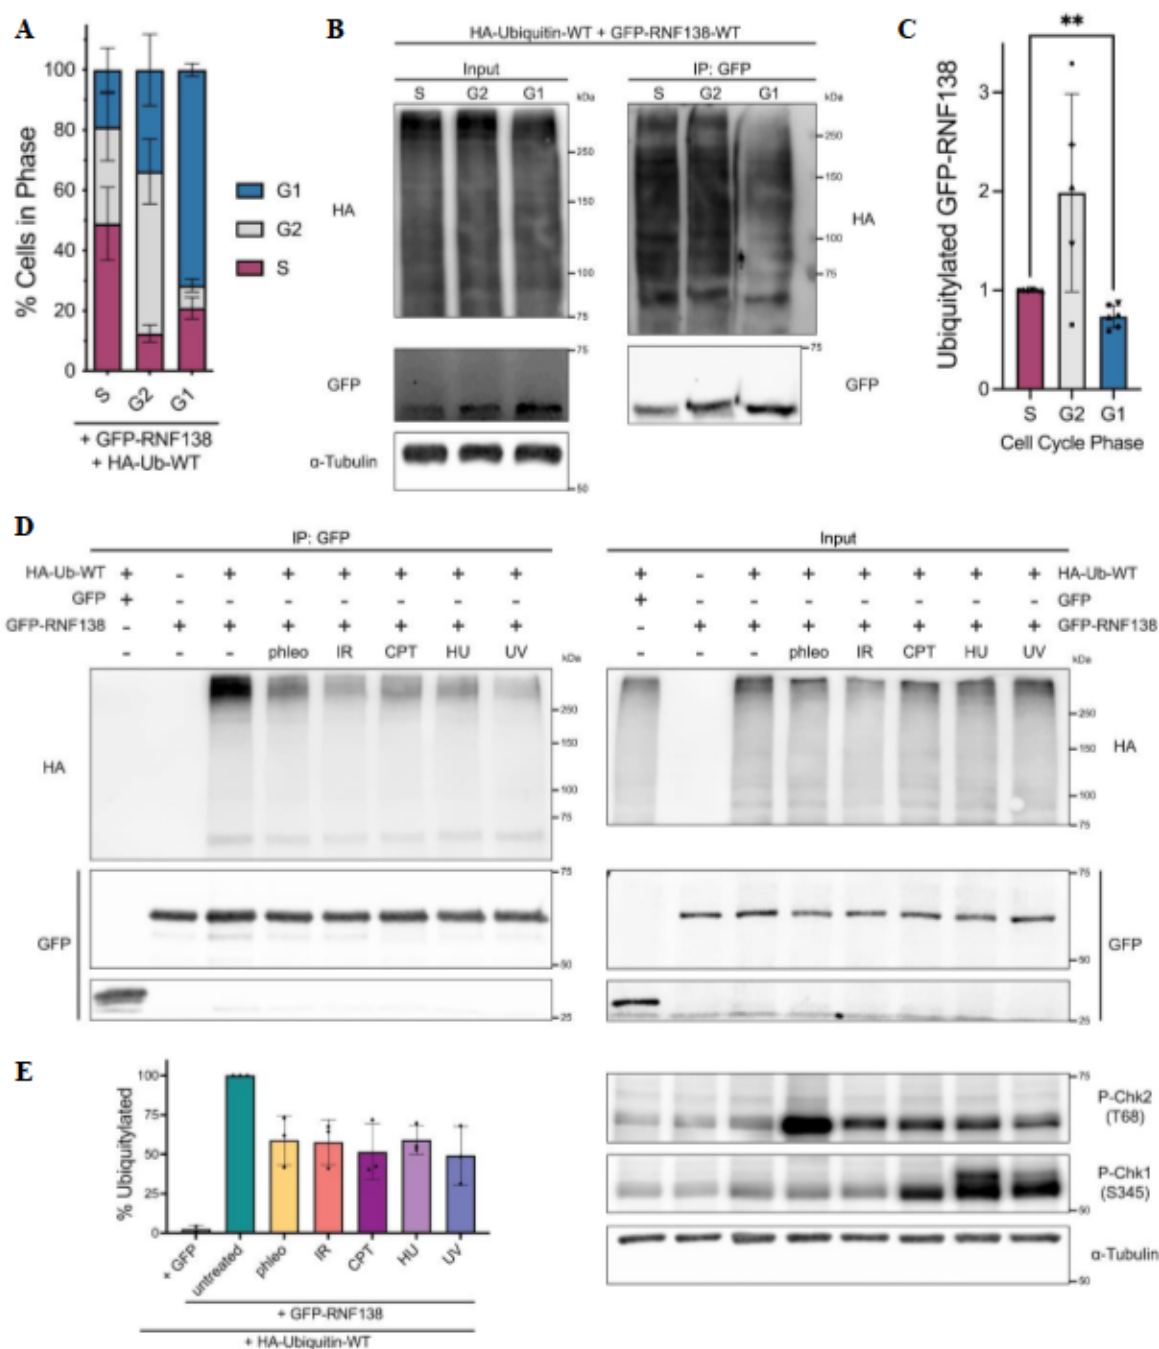 A
% Cells in Phase
100
80
60
40
20
0
S
G2
G1
+ GFP-RNF138
+ HA-Ub-WT
G1
G2
S
B
HA-Ubiquitin-WT + GFP-RNF138-WT
Input
IP: GFP
S G2 G1
kDa
S G2 G1
kDa
HA
250
150
100
75
250
150
100
75
HA
GFP
75
75
GFP
α-Tubulin
50
C
Ubiquitylated GFP-RNF138
**
3
2
1
0
S G2 G1
Cell Cycle Phase
D
IP: GFP
HA-Ub-WT + - + + + + + +
GFP + - - - - - - -
GFP-RNF138 - + + + + + + +
- - - phleo IR CPT HU UV
kDa
HA
250
150
100
75
GFP
75
50
25
Input
+ - + + + + + + HA-Ub-WT
+ - - - - - - - GFP
- + + + + + + + GFP-RNF138
- - - phleo IR CPT HU UV
kDa
250
150
100
75
HA
75
50
25
GFP
75
P-Chk2
(T68)
P-Chk1
(S345)
50
α-Tubulin
50
E
% Ubiquitylated
100
75
50
25
0
+ GFP
untreated
phleo
IR
CPT
HU
UV
+ GFP-RNF138
+ HA-Ubiquitin-WT